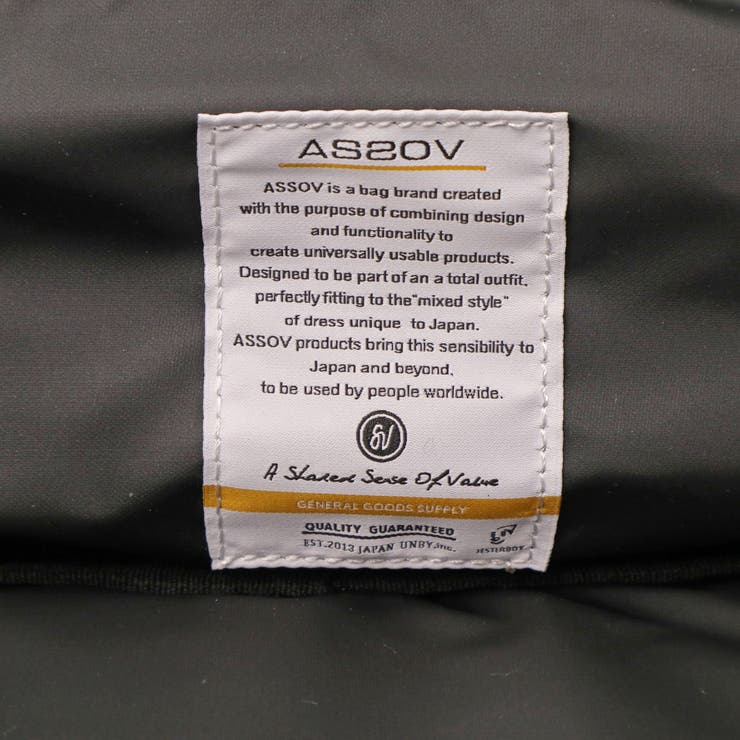 ASSOV
ASSOV is a bag brand created
with the purpose of combining design
and functionality to
create universally usable products.
Designed to be part of an a total outfit,
perfectly fitting to the "mixed style"
of dress unique to Japan.
ASSOV products bring this sensibility to
Japan and beyond,
to be used by people worldwide.
A Shared Sense Of Value
GENERAL GOODS SUPPLY
QUALITY GUARANTEED
EST.2013 JAPAN UNBY.inc.